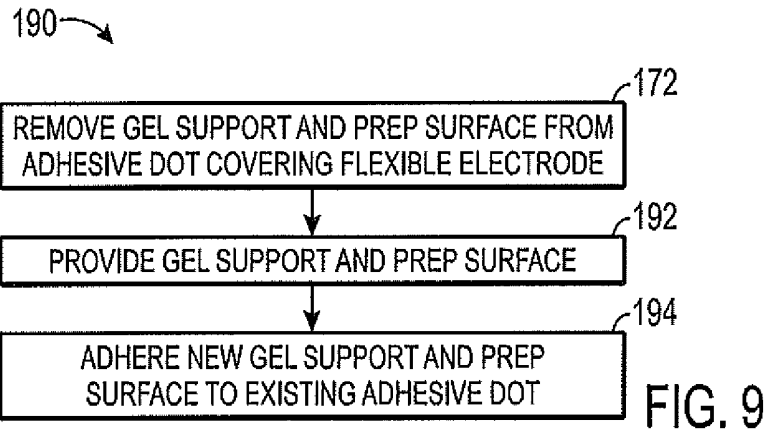 190
172
REMOVE GEL SUPPORT AND PREP SURFACE FROM
ADHESIVE DOT COVERING FLEXIBLE ELECTRODE
192
PROVIDE GEL SUPPORT AND PREP SURFACE
194
ADHERE NEW GEL SUPPORT AND PREP
SURFACE TO EXISTING ADHESIVE DOT
FIG. 9